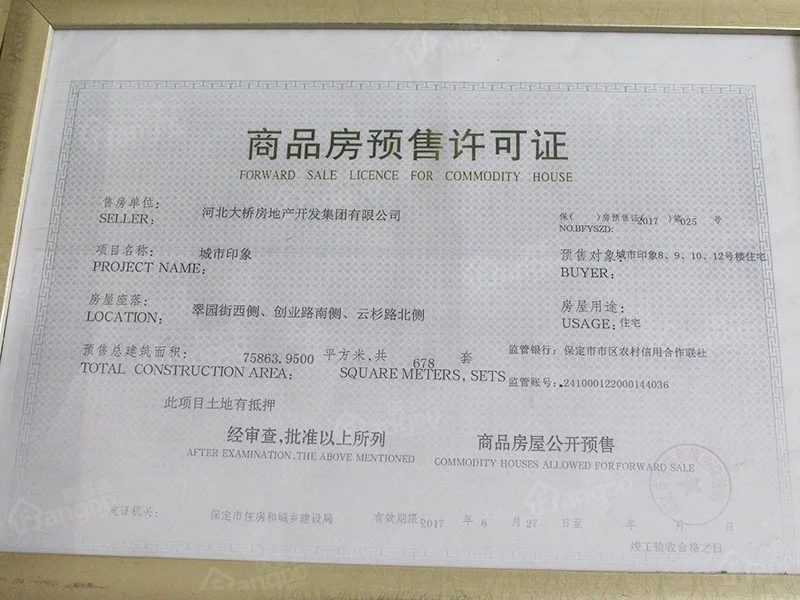 商品房预售许可证
FORWARD SALE LICENCE FOR COMMODITY HOUSE
售房单位：
SELLER： 河北大桥房地产开发集团有限公司
保( )房预售证 2017 )第025 号
NO.BFYSZD:
项目名称： 城市印象
PROJECT NAME：
预售对象 城市印象8、9、10、12号楼住宅
BUYER：
房屋座落： 翠园街西侧、创业路南侧、云杉路北侧
LOCATION：
房屋用途：
USAGE：住宅
预售总建筑面积： 75863.9500 平方米,共 678 套
TOTAL CONSTRUCTION AREA： SQUARE METERS, SETS
监管银行：保定市市区农村信用合作联社
监管账号：241000122000144036
此项目土地有抵押
经审查,批准以上所列 商品房屋公开预售
AFTER EXAMINATION,THE ABOVE MENTIONED COMMODITY HOUSES ALLOWED FOR FORWARD SALE
发证机关： 保定市住房和城乡建设局 有效期限 2017 年 6 月 27 日至 年 月 日
竣工验收合格之日